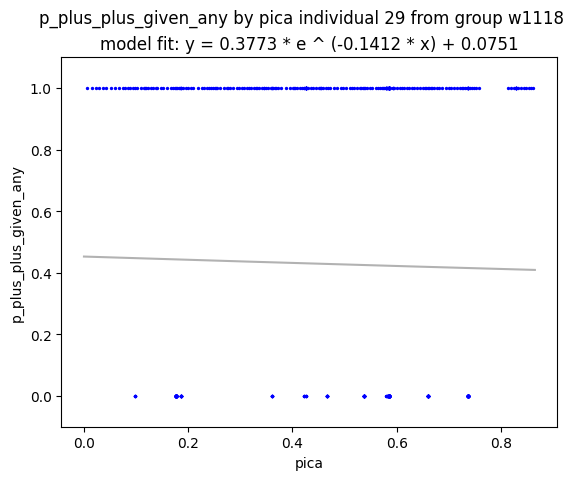 p_plus_plus_given_any by pica individual 29 from group w1118
model fit: y = 0.3773 * e ^ (-0.1412 * x) + 0.0751
p_plus_plus_given_any
1.0
0.8
0.6
0.4
0.2
0.0
0.0 0.2 0.4 0.6 0.8
pica